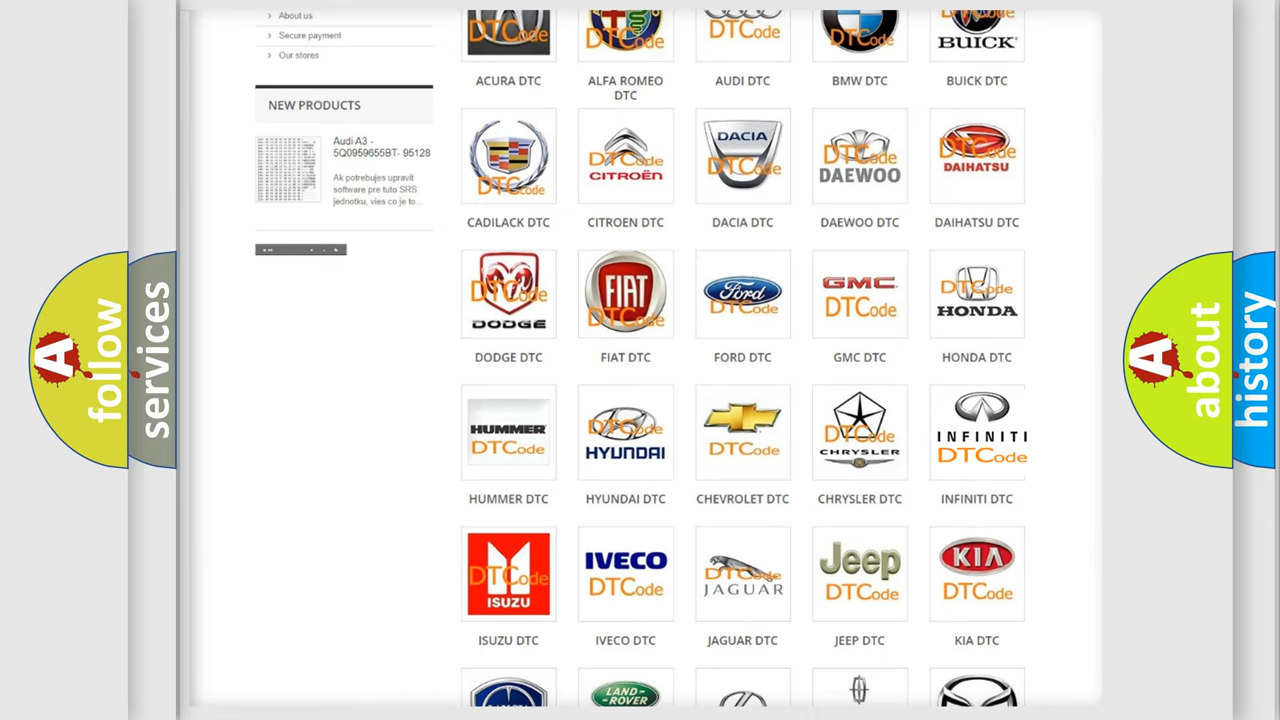 About us
Secure payment
Our stores
NEW PRODUCTS
Audi A3 -
5Q0959655BT- 95128
Ak potrebujes upravit
software pre tuto SRS
jednotku, vies co je to...
DTCode
DTCode
DTCode
DTCode
DTCode
BUICK
ACURA DTC
ALFA ROMEO
DTC
AUDI DTC
BMW DTC
BUICK DTC
DTCode
DTCode
CITROËN
DACIA
DTCode
DTCode
DAEWOO
DTCode
DAIHATSU
CADILACK DTC
CITROEN DTC
DACIA DTC
DAEWOO DTC
DAIHATSU DTC
DTCode
DODGE
FIAT
DTCode
Ford
DTCode
GMC
DTCode
DTCode
HONDA
DODGE DTC
FIAT DTC
FORD DTC
GMC DTC
HONDA DTC
HUMMER
DTCode
DTCode
HYUNDAI
DTCode
DTCode
CHRYSLER
INFINITI
DTCode
HUMMER DTC
HYUNDAI DTC
CHEVROLET DTC
CHRYSLER DTC
INFINITI DTC
DTCode
ISUZU
IVECO
DTCode
DTCode
JAGUAR
Jeep
DTCode
KIA
DTCode
ISUZU DTC
IVECO DTC
JAGUAR DTC
JEEP DTC
KIA DTC
LAND-
ROVER
A
follow
services
A
about
history